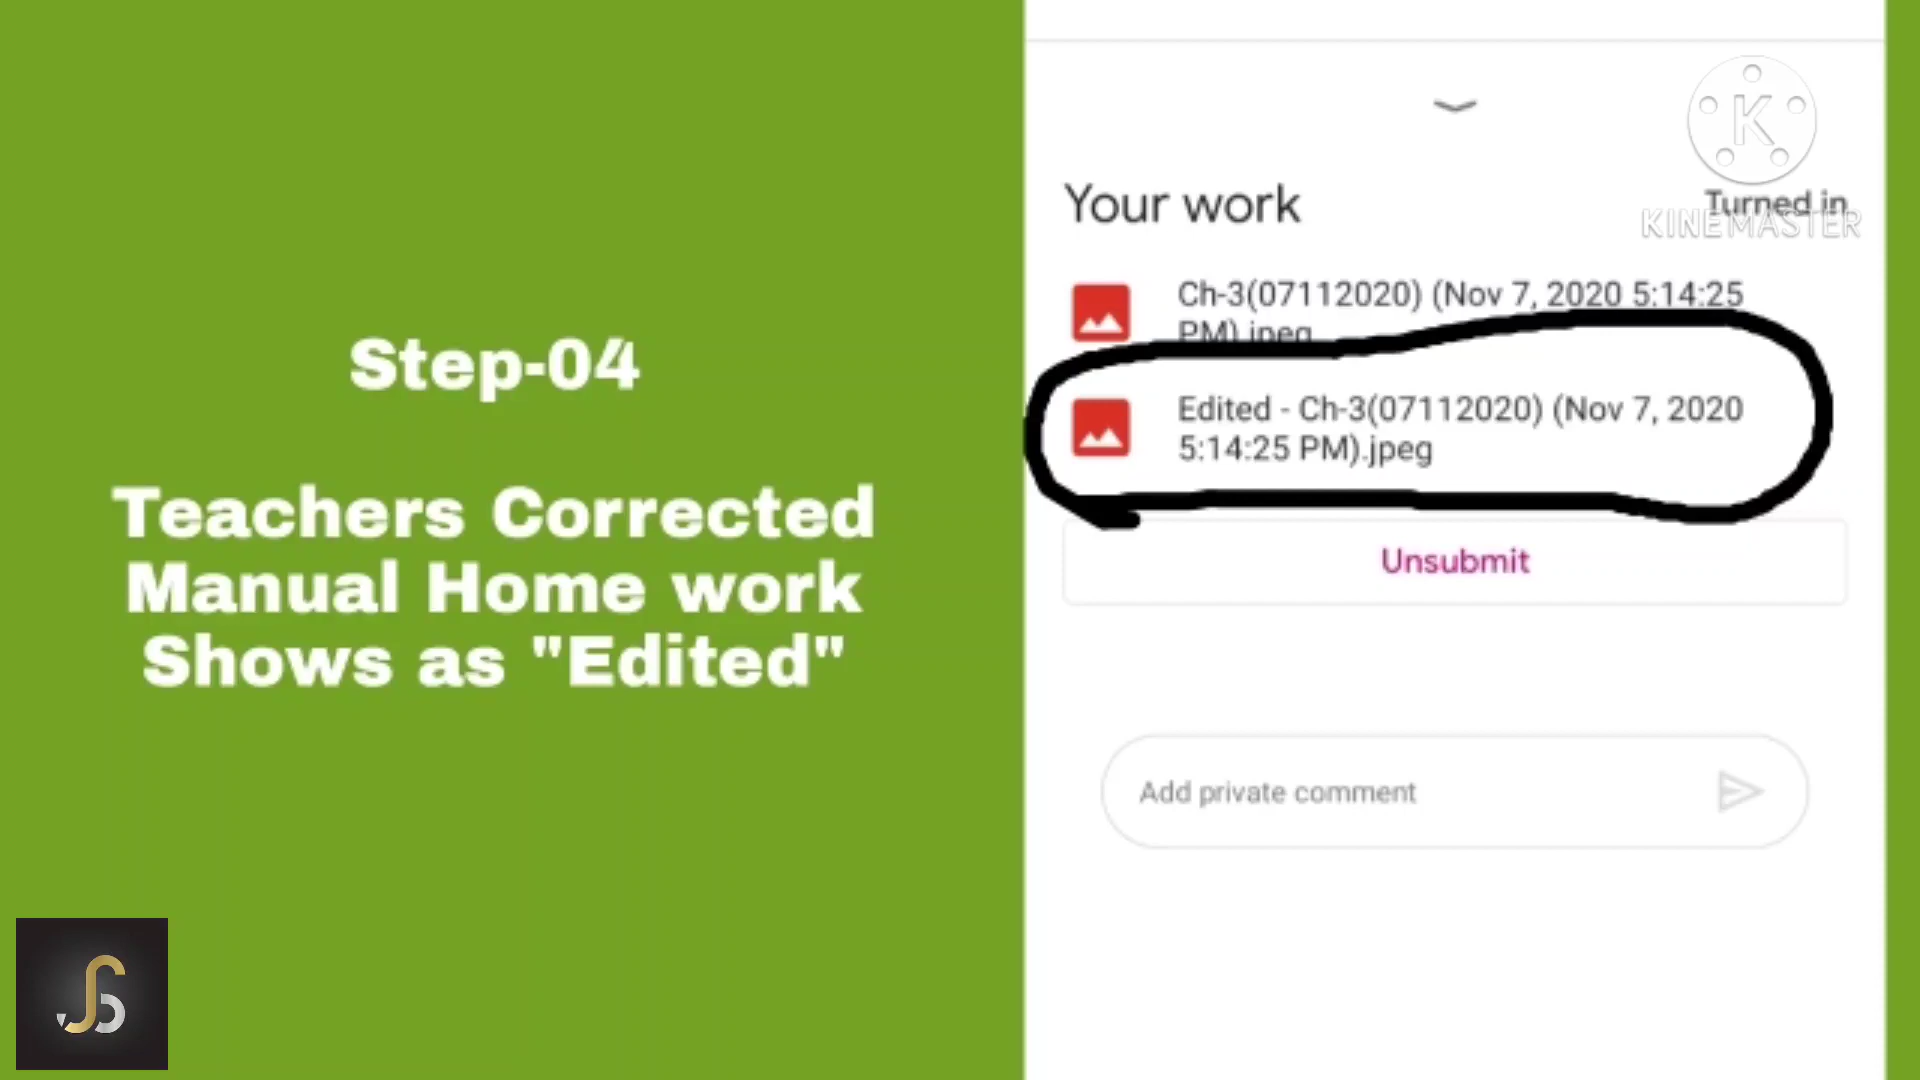 Step-04
Teachers Corrected
Manual Home work
Shows as "Edited"
Your work
Turned in
KINEMASTER
Ch-3(07112020) (Nov 7, 2020 5:14:25
PM).jpeg
Edited - Ch-3(07112020) (Nov 7, 2020
5:14:25 PM).jpeg
Unsubmit
Add private comment